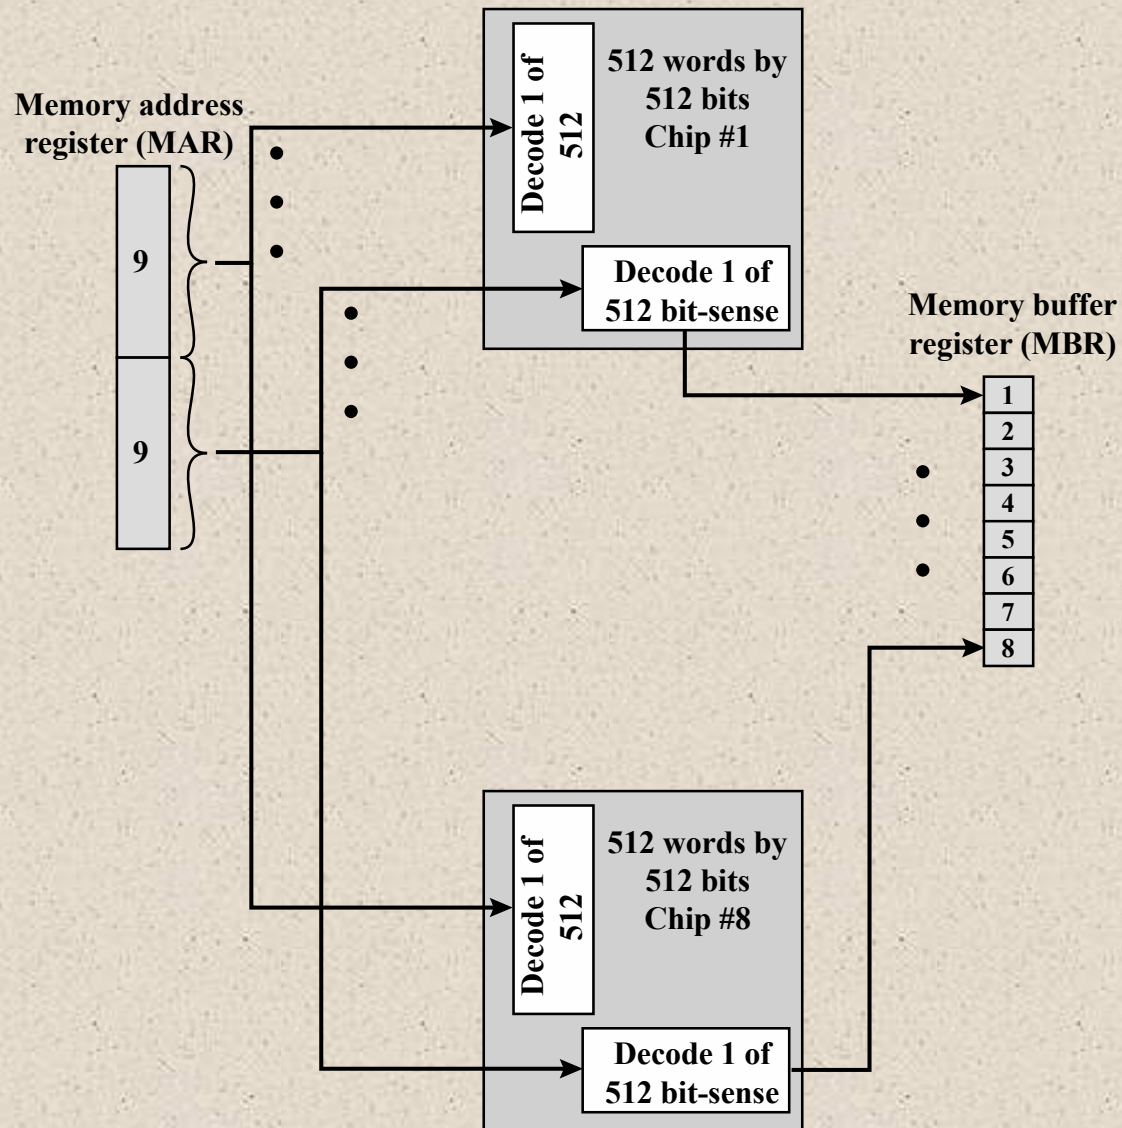 Memory address
register (MAR)
9
9
Decode 1 of
512
512 words by
512 bits
Chip #1
Decode 1 of
512 bit-sense
Memory buffer
register (MBR)
1
2
3
4
5
6
7
8
Decode 1 of
512
512 words by
512 bits
Chip #8
Decode 1 of
512 bit-sense